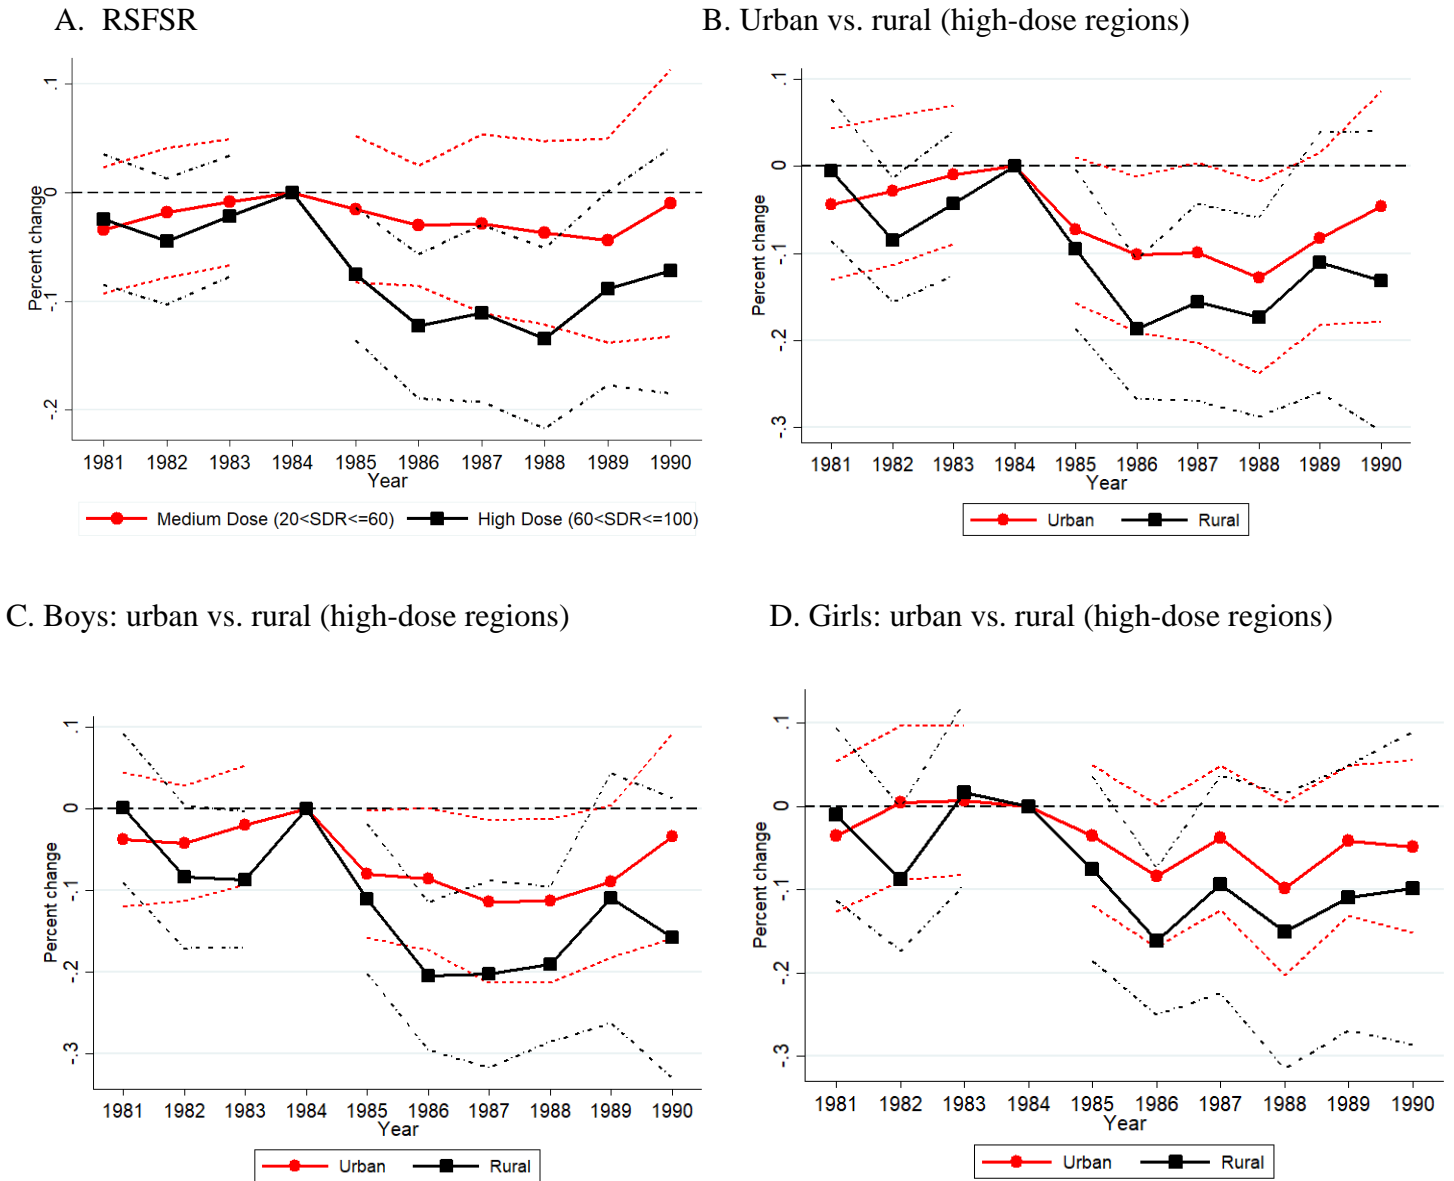 A. RSFSR
B. Urban vs. rural (high-dose regions)
.1
0
-.1
-.2
Percent change
1981 1982 1983 1984 1985 1986 1987 1988 1989 1990
Year
Medium Dose (20<SDR<=60) High Dose (60<SDR<=100)
.1
0
-.1
-.2
-.3
Percent change
1981 1982 1983 1984 1985 1986 1987 1988 1989 1990
Year
Urban Rural
C. Boys: urban vs. rural (high-dose regions)
D. Girls: urban vs. rural (high-dose regions)
.1
0
-.1
-.2
-.3
Percent change
1981 1982 1983 1984 1985 1986 1987 1988 1989 1990
Year
Urban Rural
.1
0
-.1
-.2
-.3
Percent change
1981 1982 1983 1984 1985 1986 1987 1988 1989 1990
Year
Urban Rural